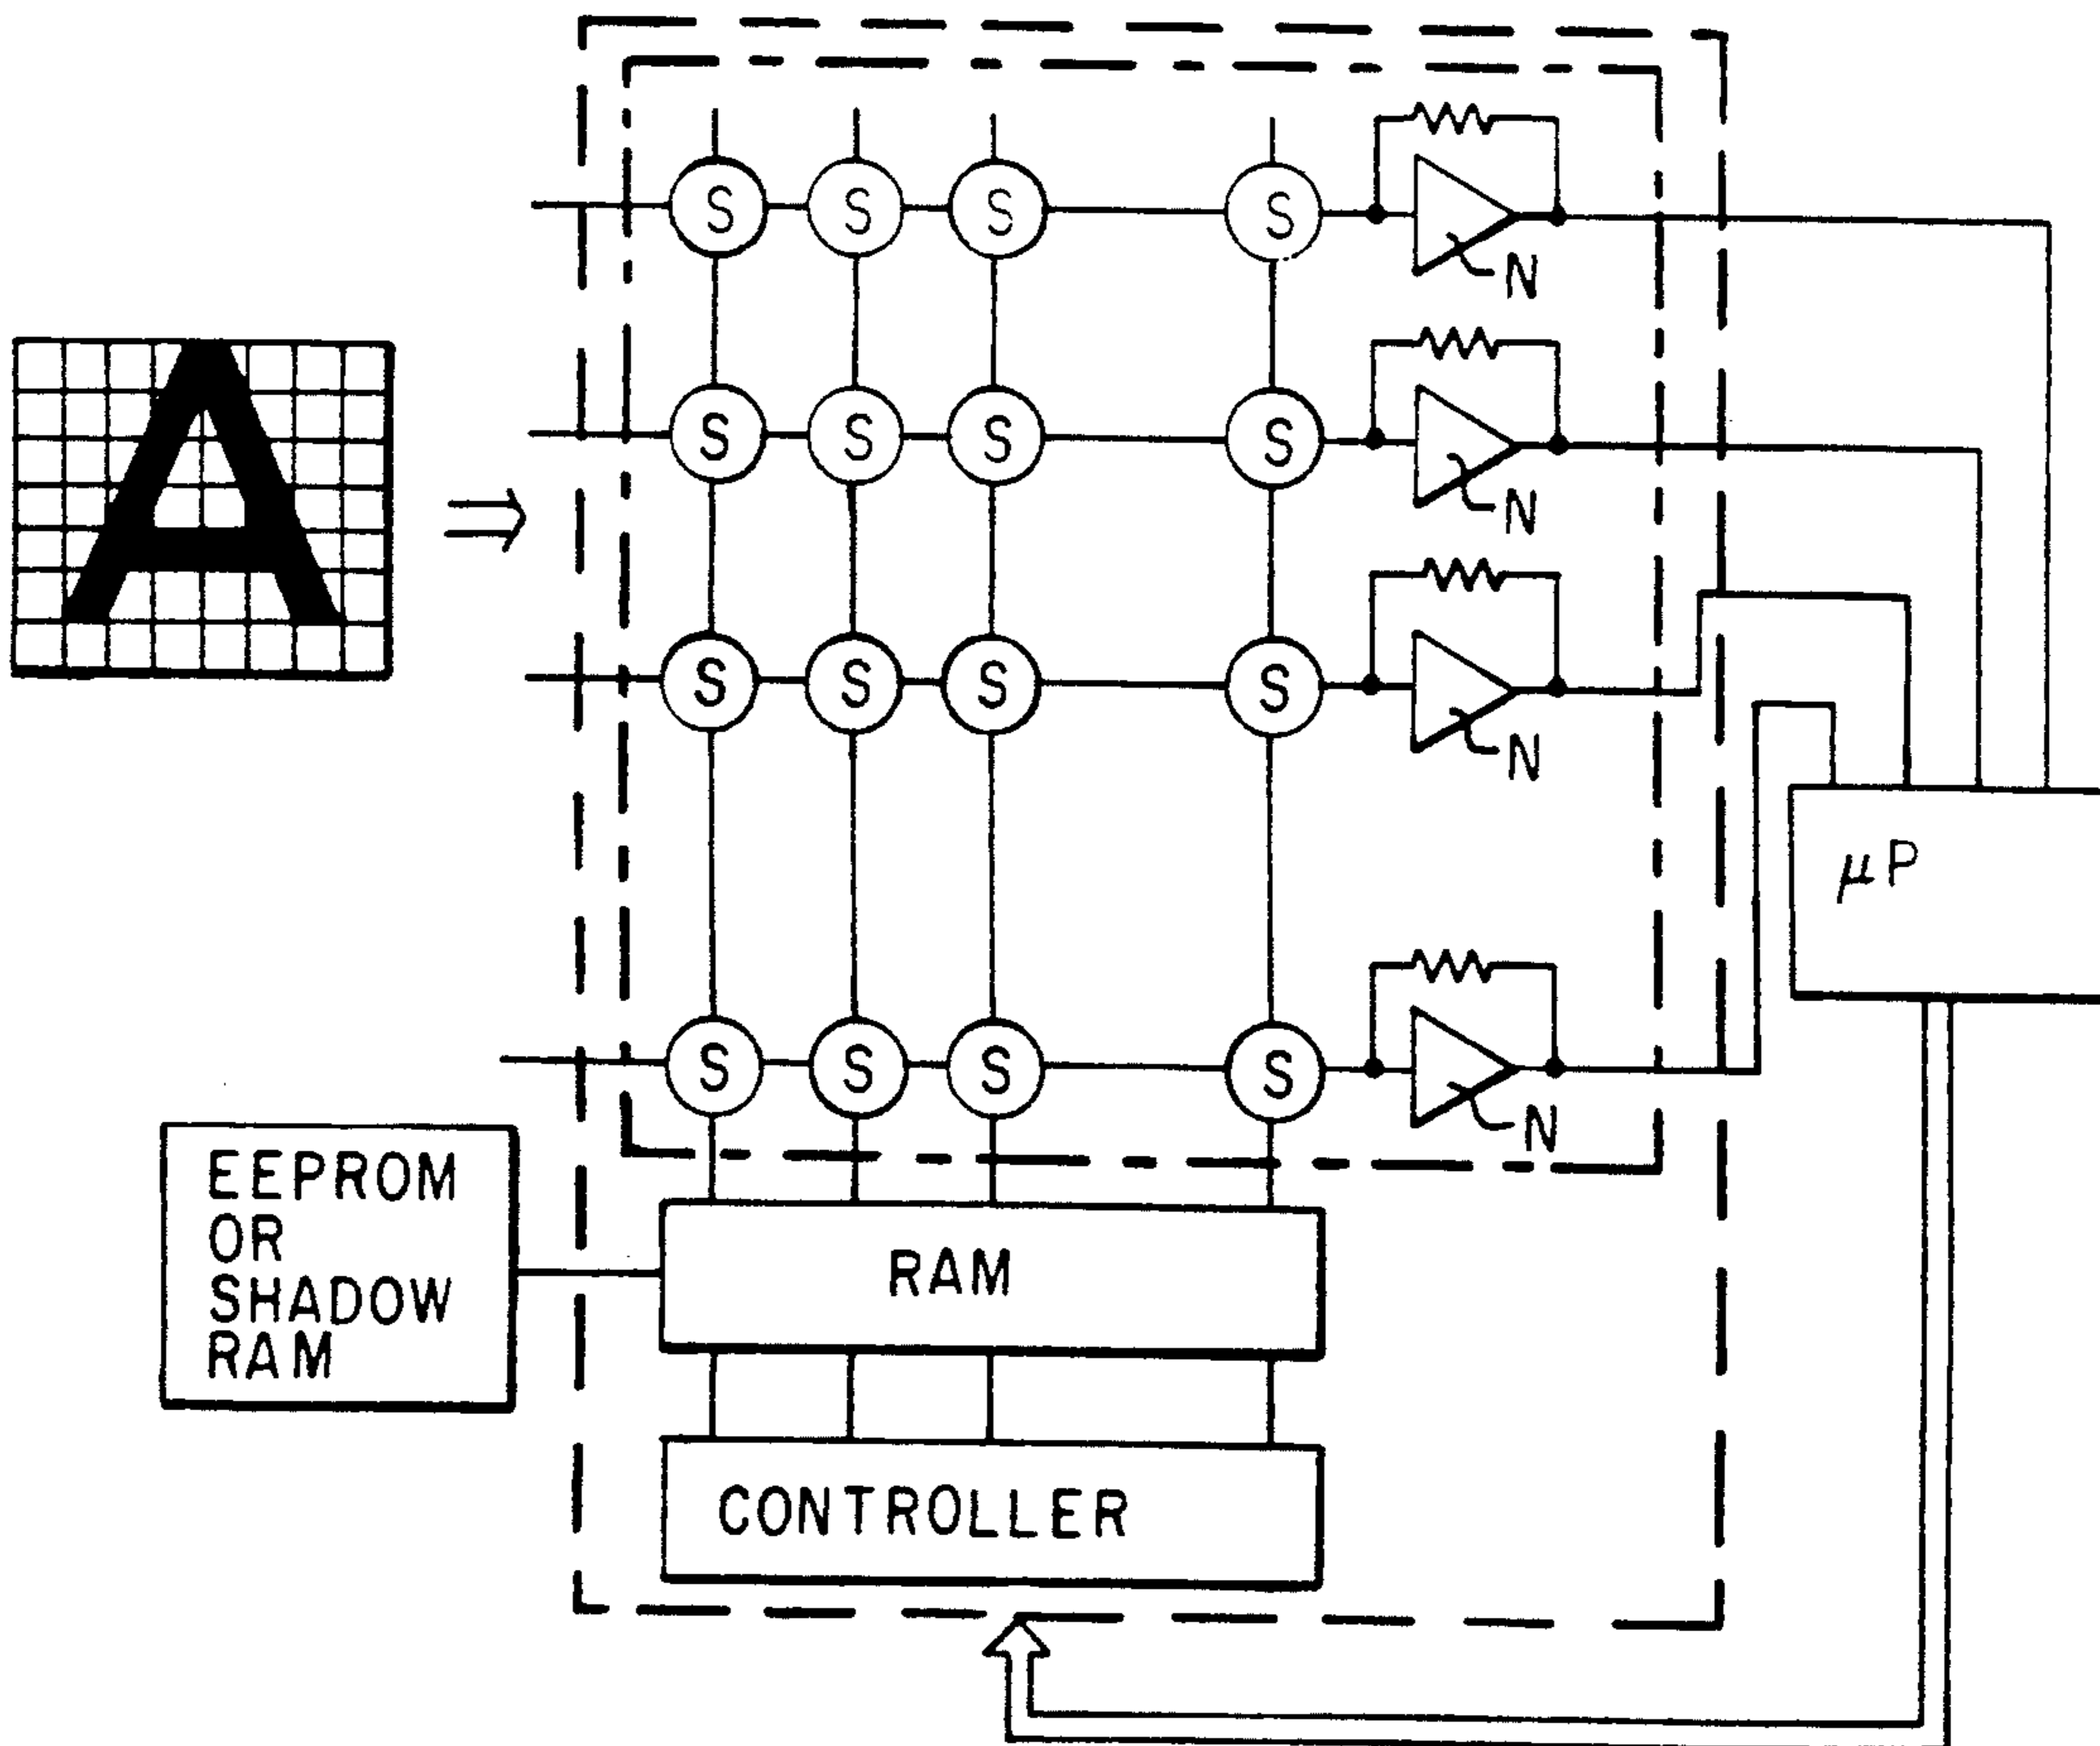 S S S S
N
A
S S S S
N
S S S S
N
μP
S S S S
N
EEPROM
OR
SHADOW
RAM
RAM
CONTROLLER